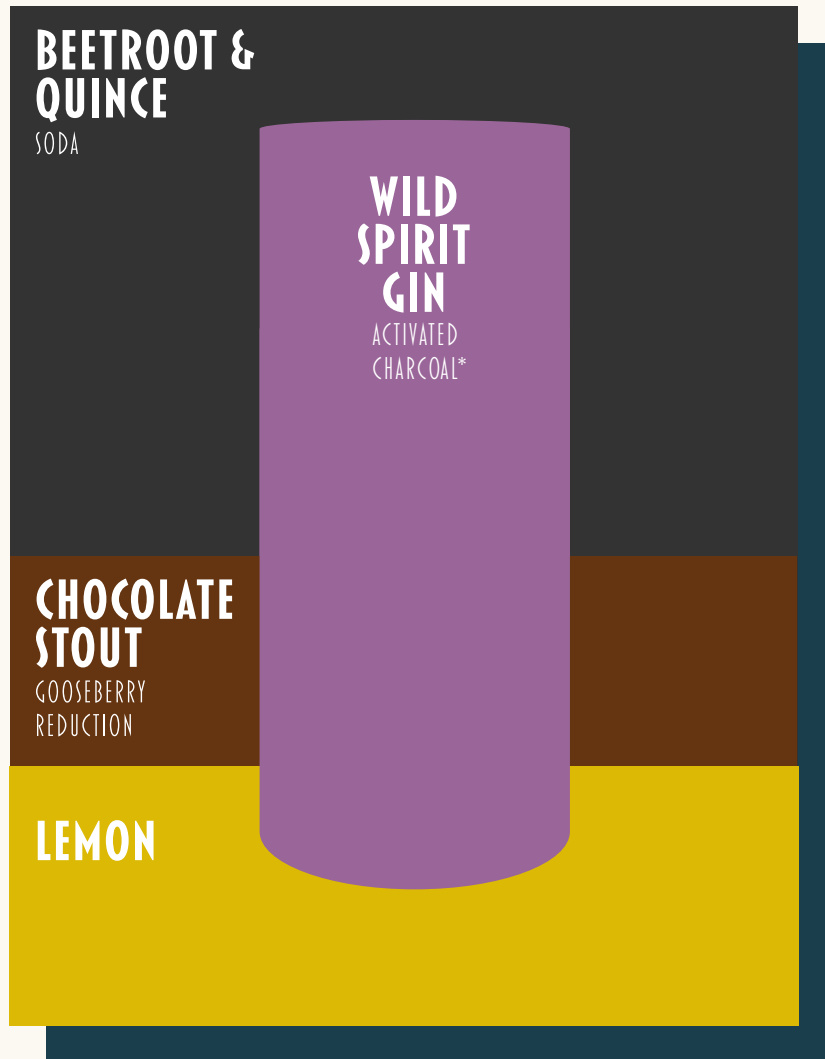 BEETROOT &
QUINCE
SODA
WILD
SPIRIT
GIN
ACTIVATED
CHARCOAL*
CHOCOLATE
STOUT
GOOSEBERRY
REDUCTION
LEMON